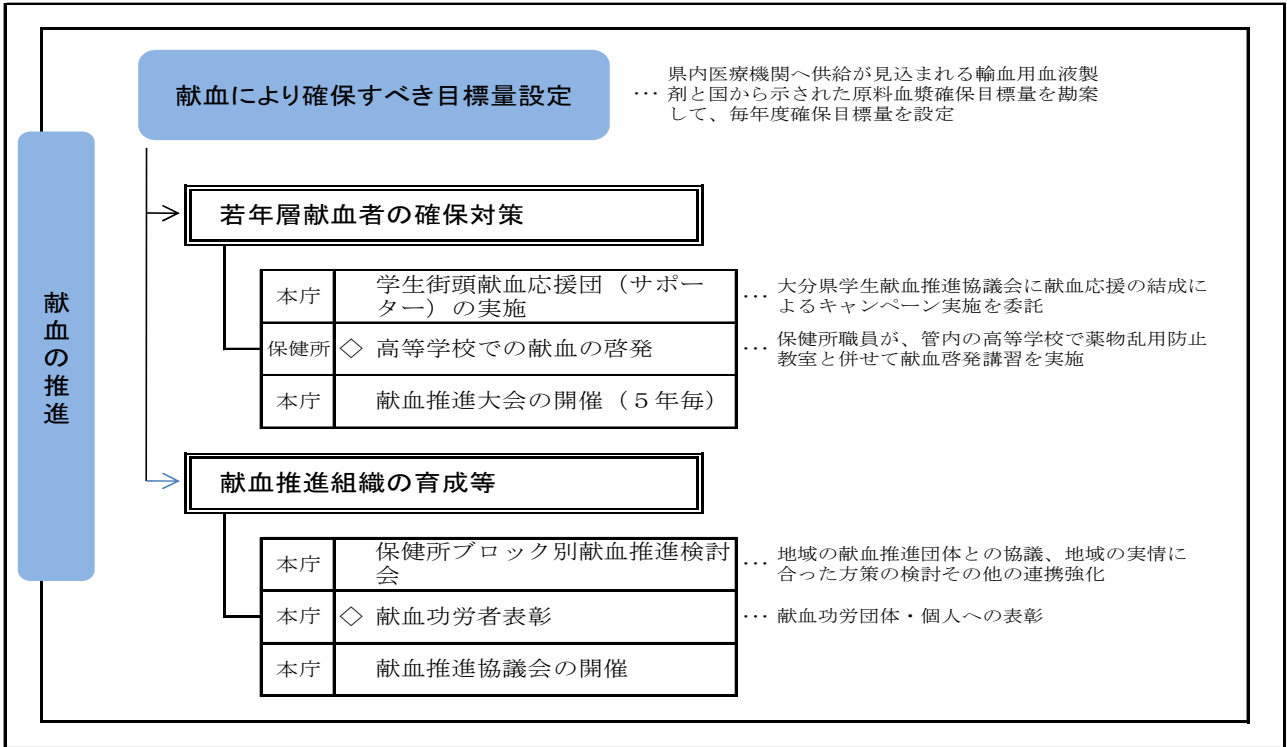 献血の推進
献血により確保すべき目標量設定
… 県内医療機関へ供給が見込まれる輸血用血液製
剤と国から示された原料血漿確保目標量を勘案
して、毎年度確保目標量を設定
若年層献血者の確保対策
本庁 学生街頭献血応援団（サポー
ター）の実施
… 大分県学生献血推進協議会に献血応援の結成に
よるキャンペーン実施を委託
保健所 ◇ 高等学校での献血の啓発
… 保健所職員が、管内の高等学校で薬物乱用防止
教室と併せて献血啓発講習を実施
本庁 献血推進大会の開催（５年毎）
献血推進組織の育成等
本庁 保健所ブロック別献血推進検討
会
… 地域の献血推進団体との協議、地域の実情に
合った方策の検討その他の連携強化
本庁 ◇ 献血功労者表彰
… 献血功労団体・個人への表彰
本庁 献血推進協議会の開催